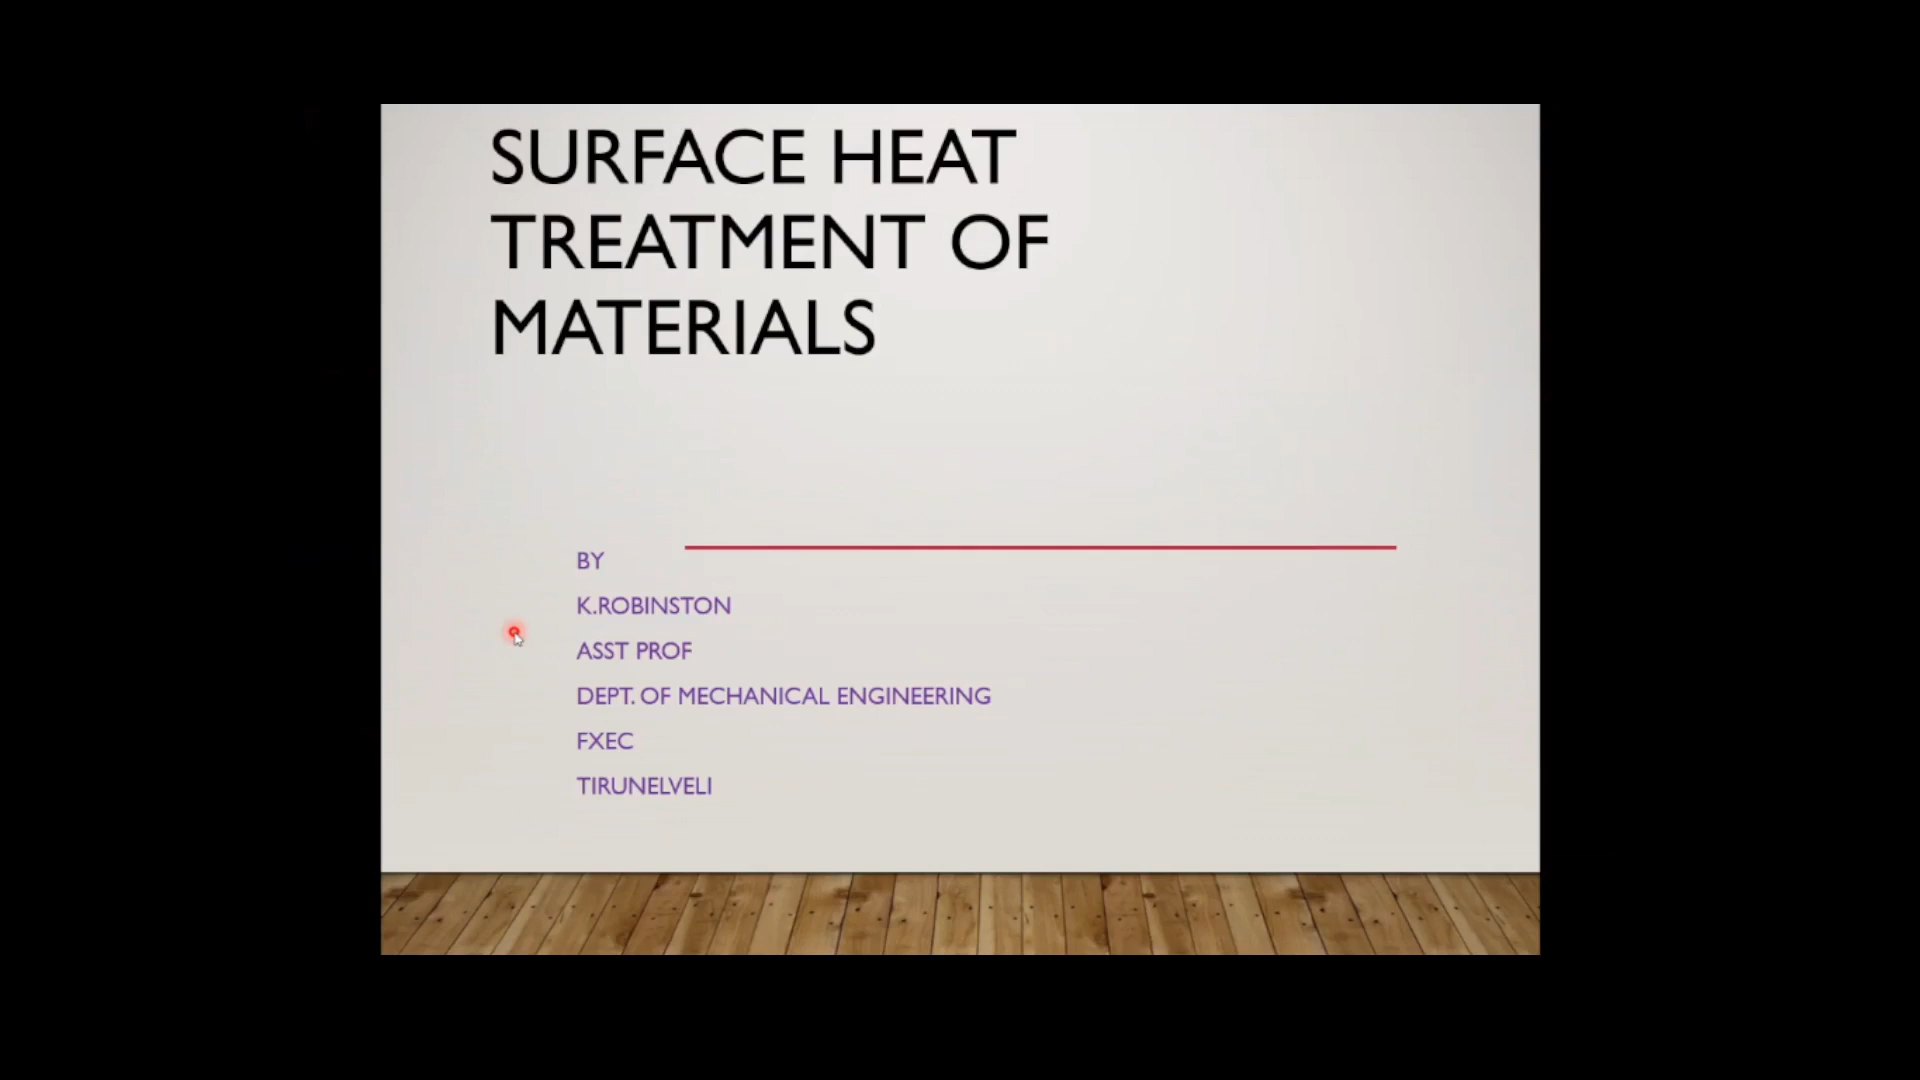 SURFACE HEAT
TREATMENT OF
MATERIALS
BY
K.ROBINSTON
ASST PROF
DEPT. OF MECHANICAL ENGINEERING
FXEC
TIRUNELVELI